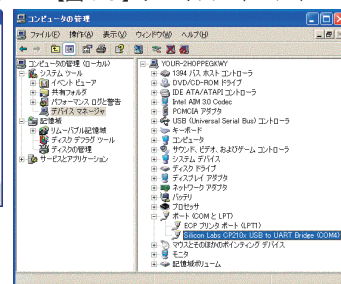 コンピュータの管理
ファイル(F) 操作(A) 表示(V) ウィンドウ(W) ヘルプ(H)
コンピュータの管理 (ローカル)
システム ツール
イベント ビューア
共有フォルダ
パフォーマンス ログと警告
デバイス マネージャ
記憶域
リムーバブル記憶域
ディスク デフラグ ツール
ディスクの管理
サービスとアプリケーション
YOUR-2HOPPEGKWY
1394 バス ホスト コントローラ
DVD/CD-ROM ドライブ
IDE ATA/ATAPI コントローラ
Intel AIM 3.0 Codec
PCMCIA アダプタ
USB (Universal Serial Bus) コントローラ
キーボード
コンピュータ
サウンド、ビデオ、およびゲーム コントローラ
システム デバイス
ディスク ドライブ
ディスプレイ アダプタ
ネットワーク アダプタ
バッテリ
プロセッサ
ポート (COM と LPT)
ECP プリンタ ポート (LPT1)
Silicon Labs CP210x USB to UART Bridge (COM4)
マウスとそのほかのポインティング デバイス
モニタ
記憶域ボリューム